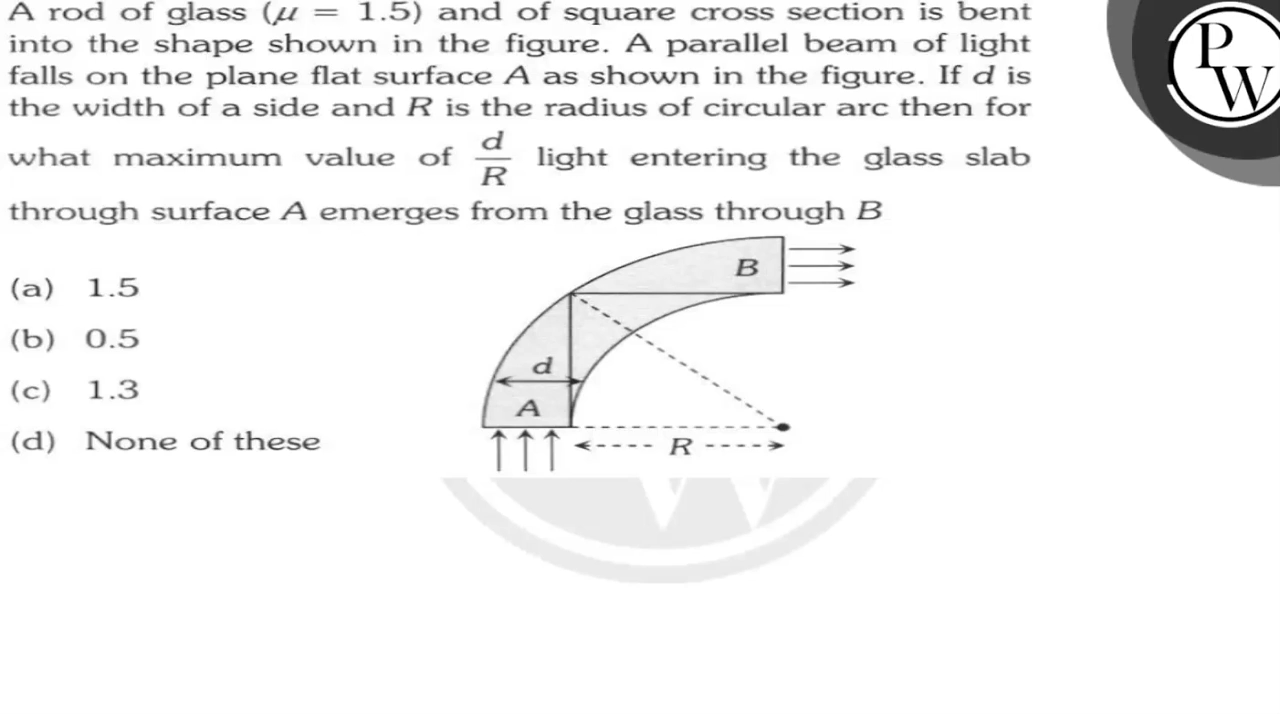 A rod of glass (μ = 1.5) and of square cross section is bent
into the shape shown in the figure. A parallel beam of light
falls on the plane flat surface A as shown in the figure. If d is
the width of a side and R is the radius of circular arc then for
what maximum value of d/R light entering the glass slab
through surface A emerges from the glass through B
(a) 1.5
(b) 0.5
(c) 1.3
(d) None of these
B
d
A
R
P
W